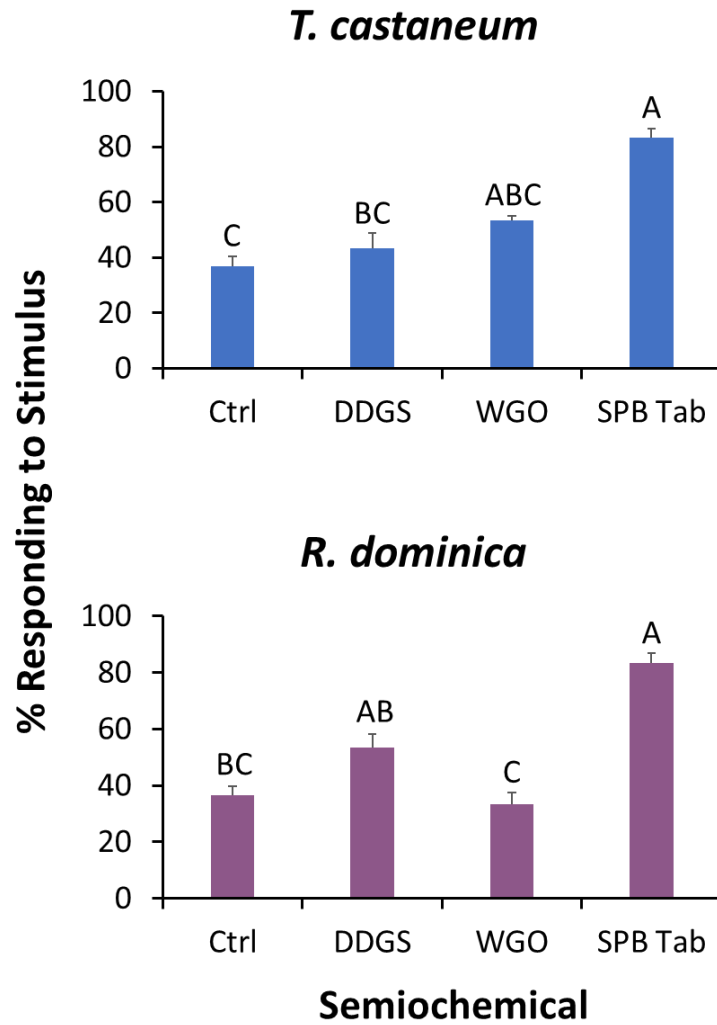 T. castaneum
% Responding to Stimulus
100
80
60
40
20
0
C
BC
ABC
A
Ctrl DDGS WGO SPB Tab
R. dominica
100
80
60
40
20
0
BC
AB
C
A
Ctrl DDGS WGO SPB Tab
Semiochemical